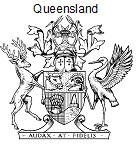 Queensland
AUDAX · AT · FIDELIS